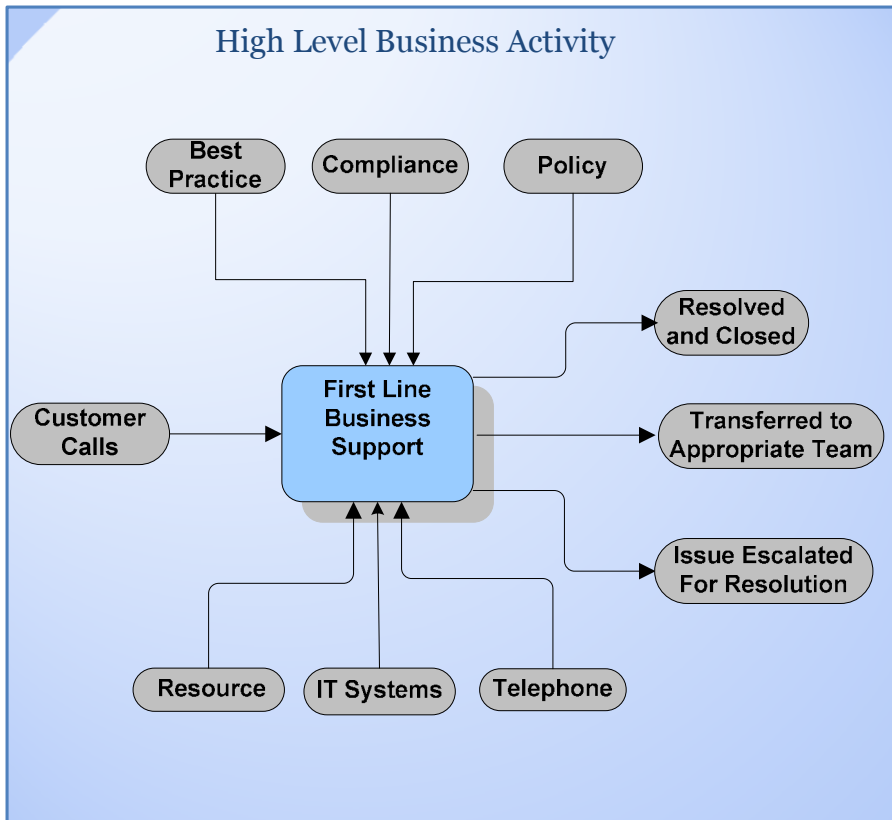 High Level Business Activity
Best
Practice
Compliance
Policy
Resolved
and Closed
First Line
Business
Support
Customer
Calls
Transferred to
Appropriate Team
Issue Escalated
For Resolution
Resource
IT Systems
Telephone